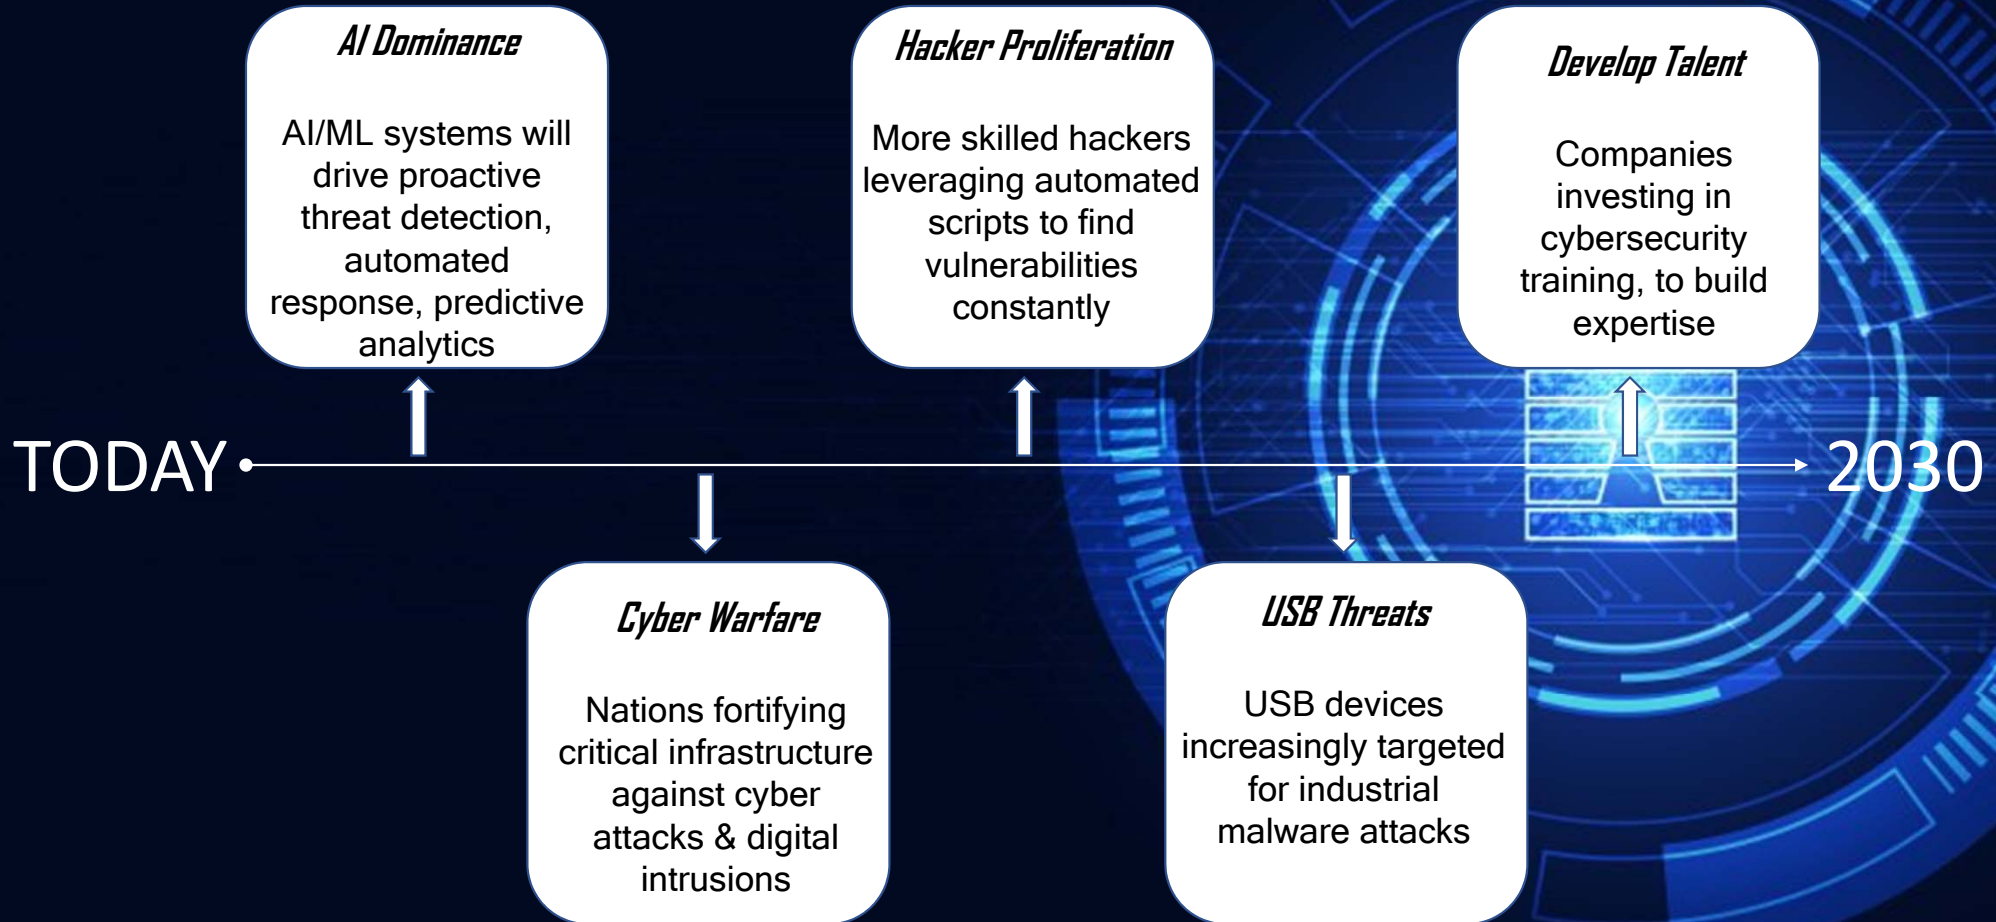 AI Dominance
AI/ML systems will
drive proactive
threat detection,
automated
response, predictive
analytics
Hacker Proliferation
More skilled hackers
leveraging automated
scripts to find
vulnerabilities
constantly
Develop Talent
Companies
investing in
cybersecurity
training, to build
expertise
TODAY
2030
Cyber Warfare
Nations fortifying
critical infrastructure
against cyber
attacks & digital
intrusions
USB Threats
USB devices
increasingly targeted
for industrial
malware attacks